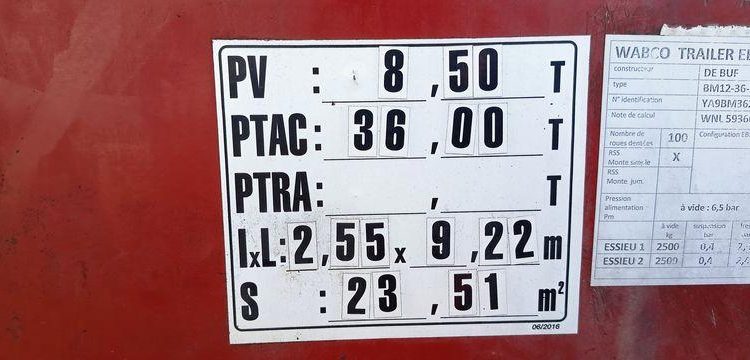 PV : 8,50 T
PTAC: 36,00 T
PTRA: , T
IxL: 2,55 x 9,22 m
S : 23,51 m²
06/2016
WABCO TRAILER
constructeur DE BUF
type BM12-36-
N° identification YA9BM36
Note de calcul WNL 5936
Nombre de roues dentées 100 Configuration
RSS Monte simple X
RSS Monte jum.
Pression alimentation Pm à vide : 6,5 bar
à vide kg suspension bar
ESSIEU 1 2500 0,4
ESSIEU 2 2500 0,4